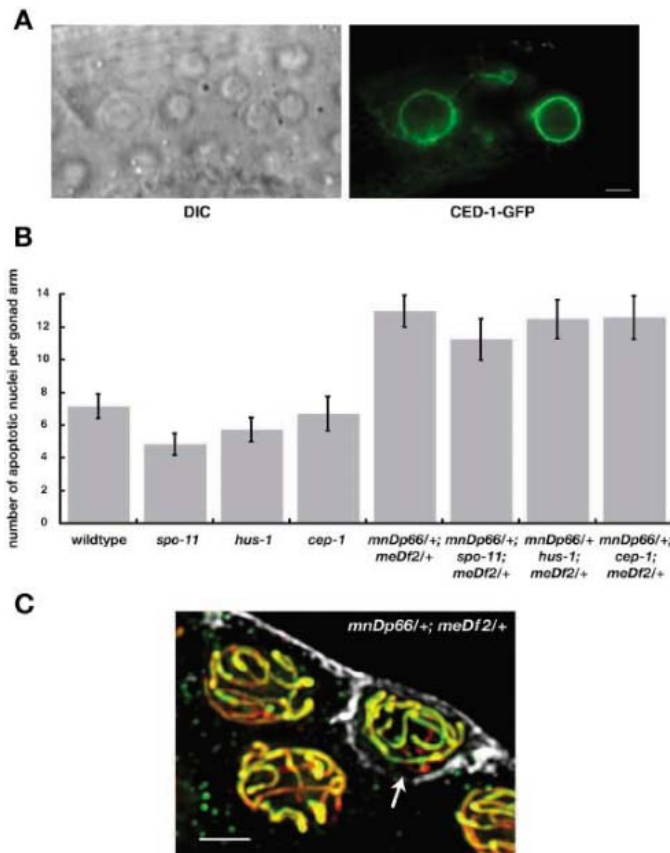 A
DIC
CED-1-GFP
B
number of apoptotic nuclei per gonad arm
14
12
10
8
6
4
2
0
wildtype
spo-11
hus-1
cep-1
mnDp66/+;
meDf2/+
mnDp66/+;
spo-11;
meDf2/+
mnDp66/+
hus-1;
meDf2/+
mnDp66/+;
cep-1;
meDf2/+
C
mnDp66/+; meDf2/+